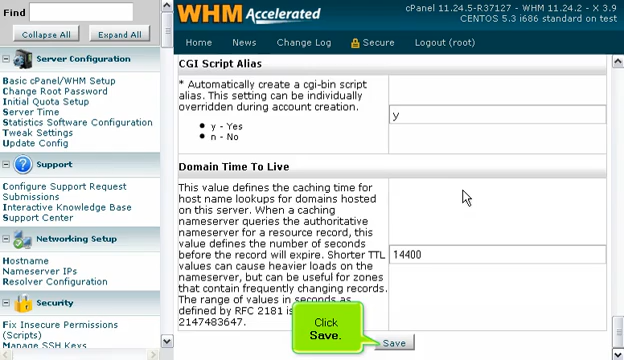 Find
Collapse All
Expand All
WHM Accelerated
cPanel 11.24.5-R37127 - WHM 11.24.2 - X 3.9
CENTOS 5.3 i686 standard on test
Home
News
Change Log
Secure
Logout (root)
Server Configuration
Basic cPanel/WHM Setup
Change Root Password
Initial Quota Setup
Server Time
Statistics Software Configuration
Tweak Settings
Update Config
Support
Configure Support Request
Submissions
Interactive Knowledge Base
Support Center
Networking Setup
Hostname
Nameserver IPs
Resolver Configuration
Security
Fix Insecure Permissions
(Scripts)
Manage SSH Keys
CGI Script Alias
* Automatically create a cgi-bin script
alias. This setting can be individually
overridden during account creation.
y - Yes
n - No
y
Domain Time To Live
This value defines the caching time for
host name lookups for domains hosted
on this server. When a caching
nameserver queries the authoritative
nameserver for a resource record, this
value defines the number of seconds
before the record will expire. Shorter TTL
values can cause heavier loads on the
nameserver, but can be useful for zones
that contain frequently changing records.
The range of values in seconds as
defined by RFC 2181 is
2147483647.
14400
Click
Save.
Save